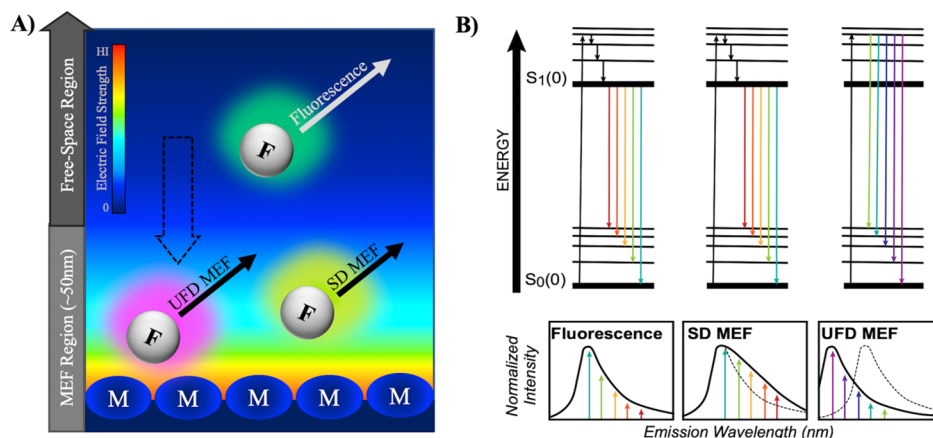 A)
Free-Space Region
MEF Region (~50nm)
HI
Electric Field Strength
0
Fluorescence
F
UFD MEF
F
SD MEF
F
M M M M M
B)
ENERGY
S1(0)
S0(0)
Fluorescence
SD MEF
UFD MEF
Normalized
Intensity
Emission Wavelength (nm)